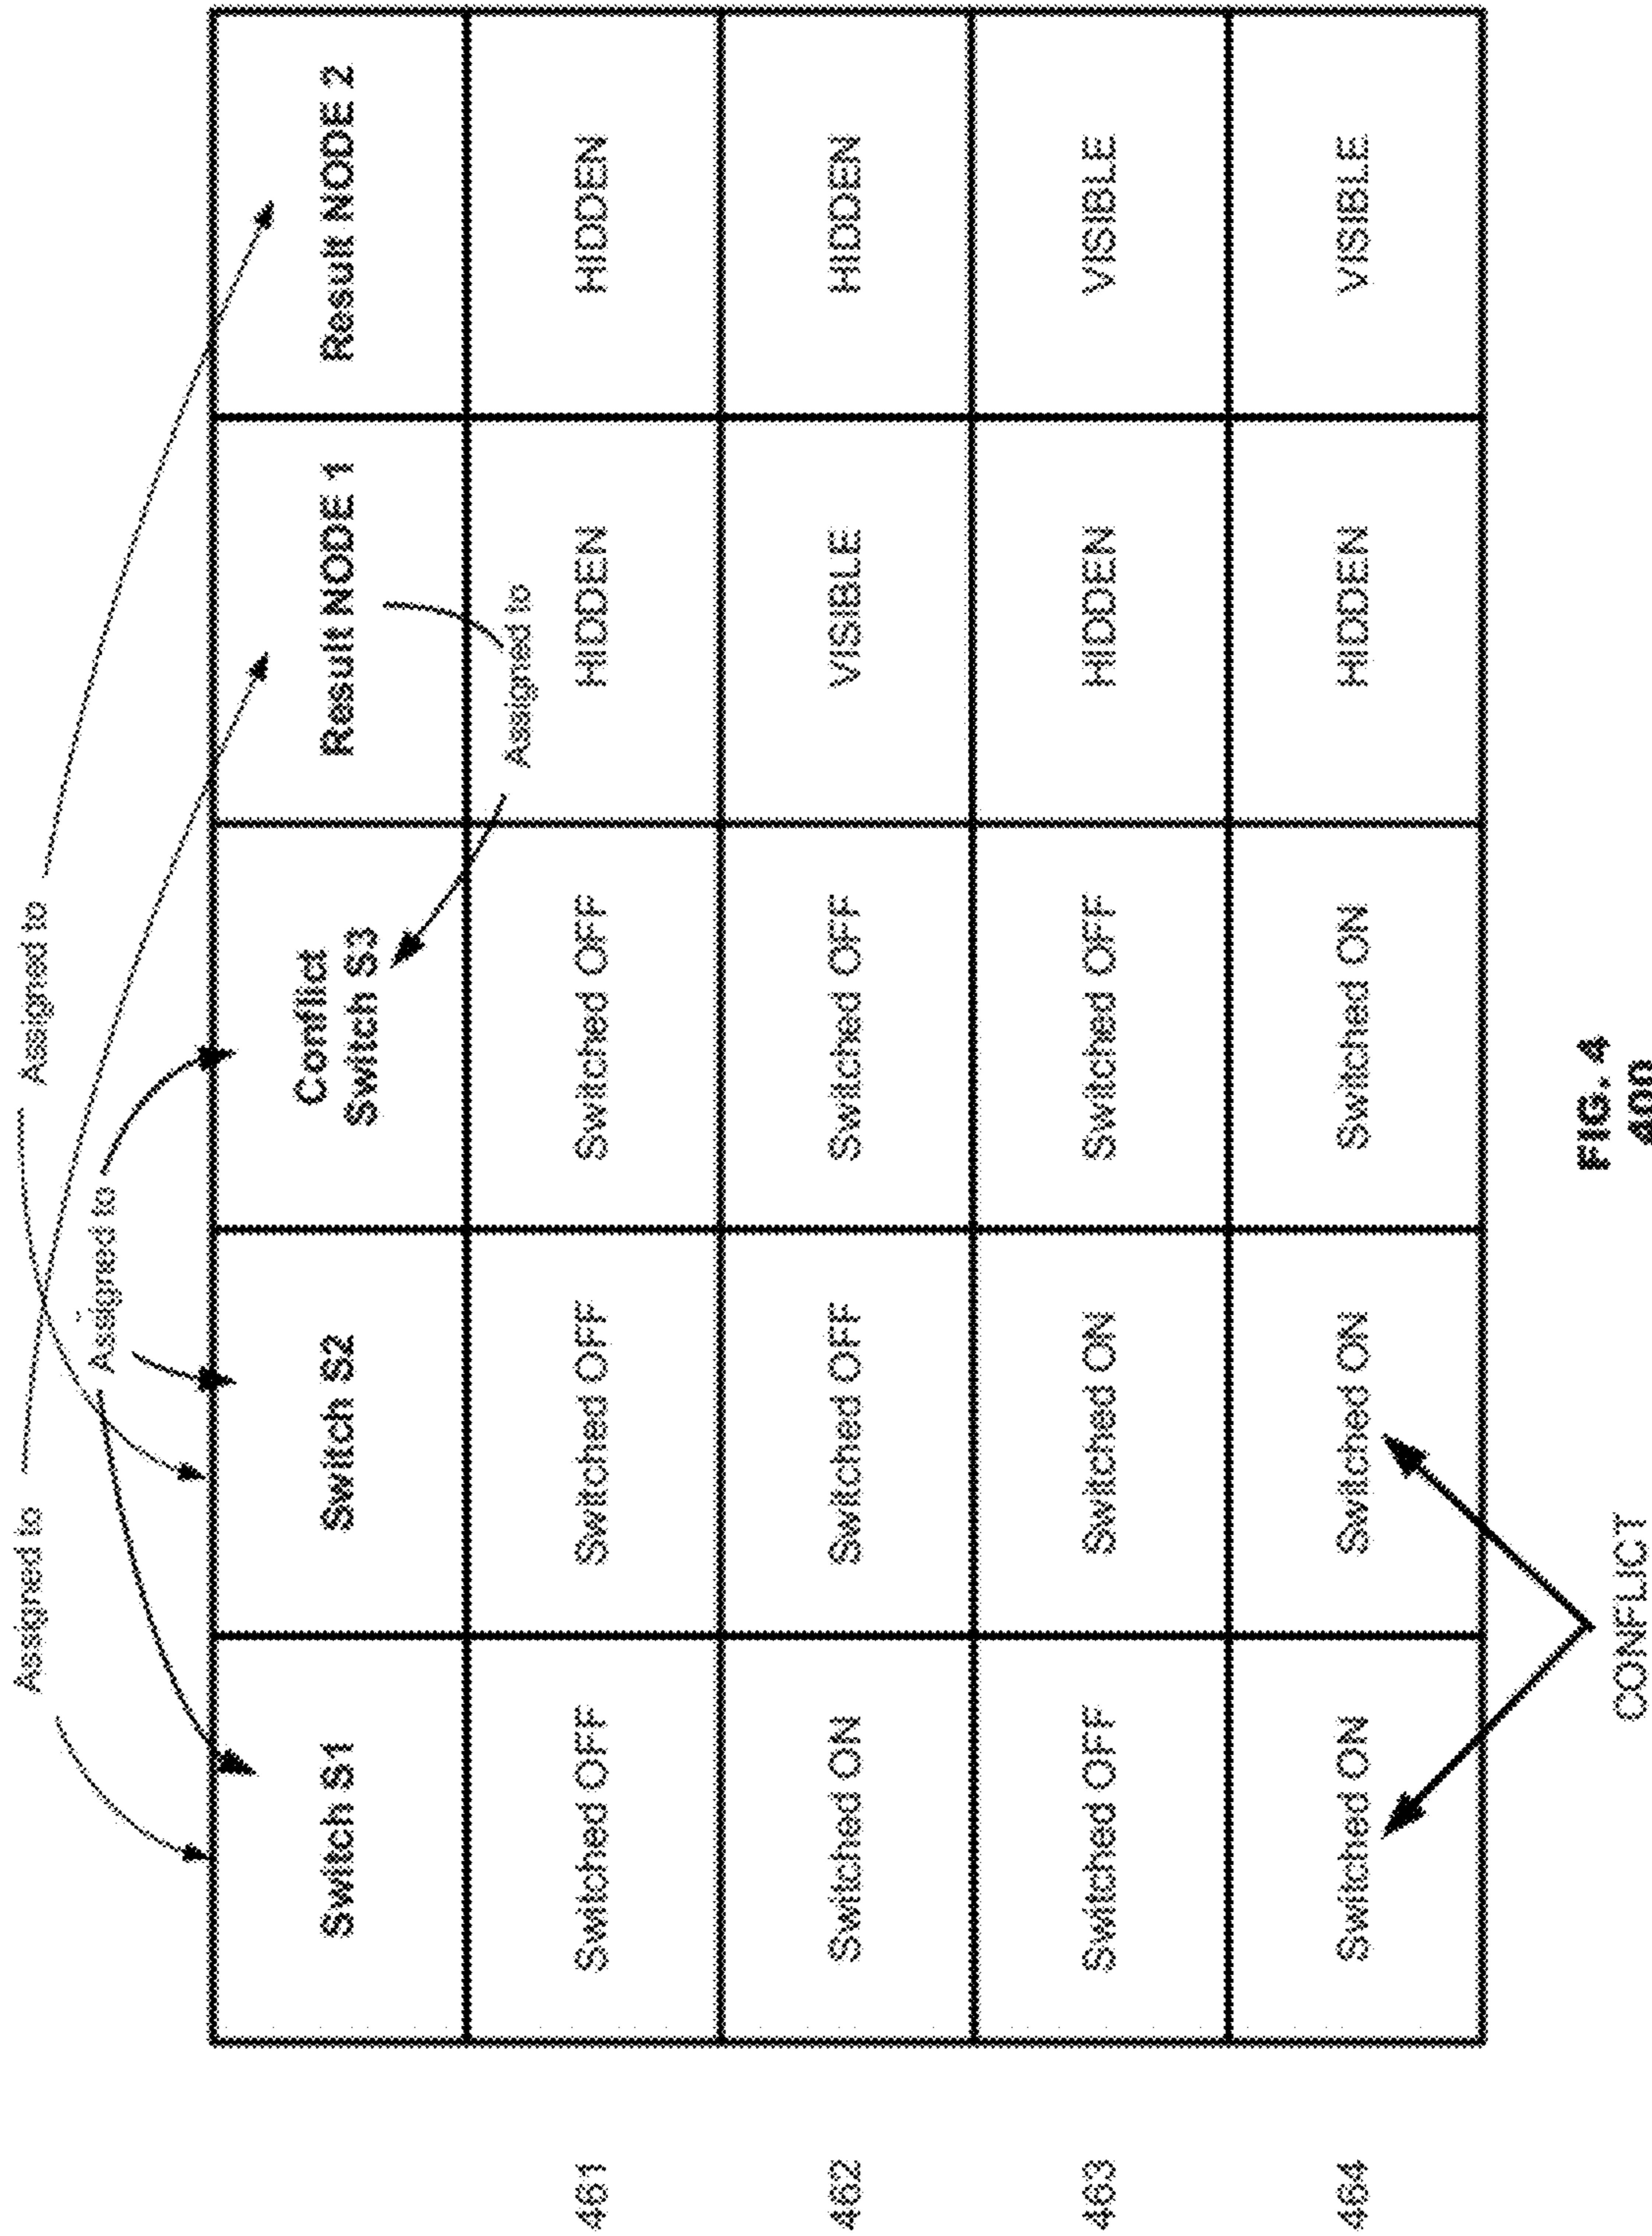 Assigned to
Assigned to
Assigned to
Switch S1
Switch S2
Conflict
Switch S3
Result NODE 1
Result NODE 2
Assigned to
461
Switched OFF
Switched OFF
Switched OFF
HIDDEN
HIDDEN
462
Switched ON
Switched OFF
Switched OFF
VISIBLE
HIDDEN
463
Switched OFF
Switched ON
Switched OFF
HIDDEN
VISIBLE
464
Switched ON
Switched ON
Switched ON
HIDDEN
VISIBLE
CONFLICT
FIG. 4
400